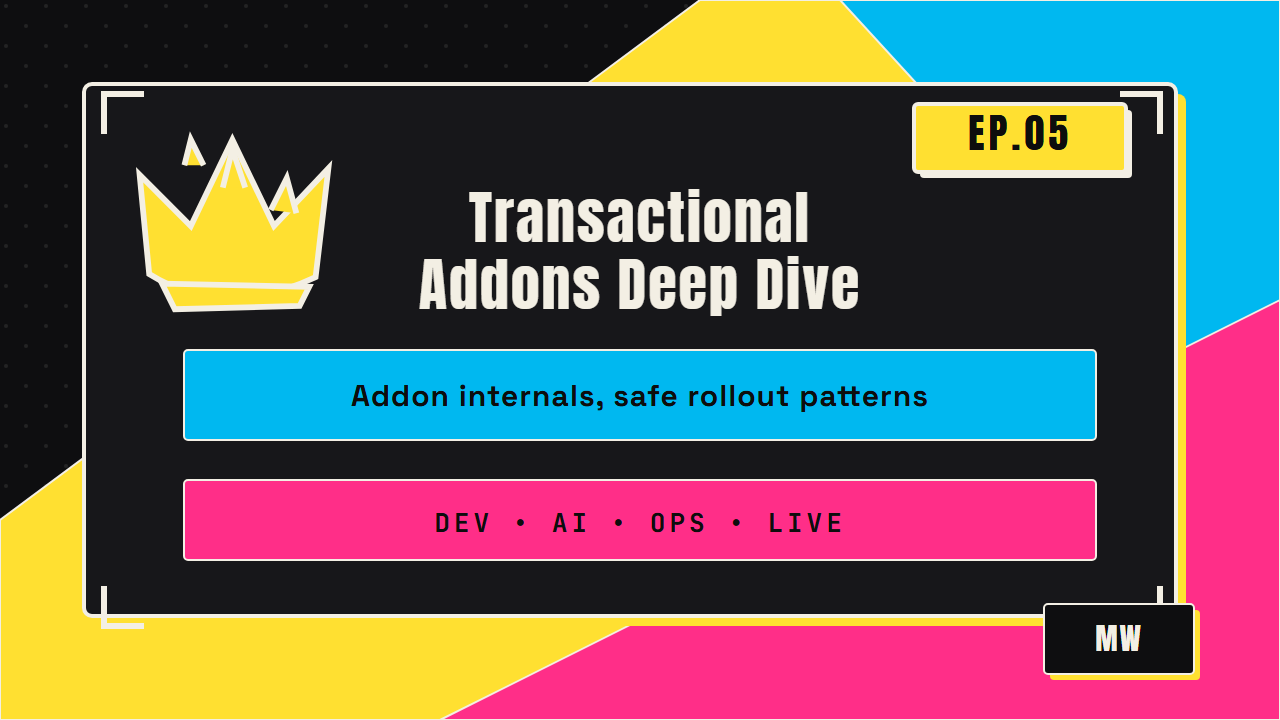 EP.05
Transactional
Addons Deep Dive
Addon internals, safe rollout patterns
DEV • AI • OPS • LIVE
MW